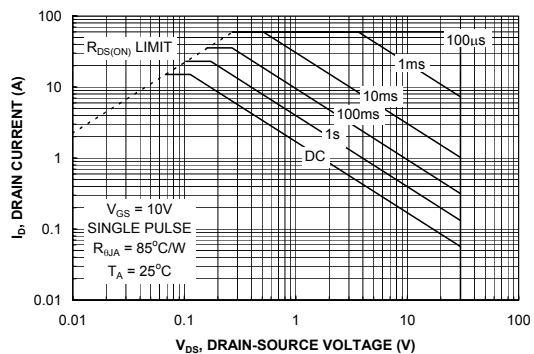 100
10
1
0.1
0.01
I_D, DRAIN CURRENT (A)
R_DS(ON) LIMIT
100μs
1ms
10ms
100ms
1s
DC
V_GS = 10V
SINGLE PULSE
R_θJA = 85°C/W
T_A = 25°C
0.01
0.1
1
10
100
V_DS, DRAIN-SOURCE VOLTAGE (V)